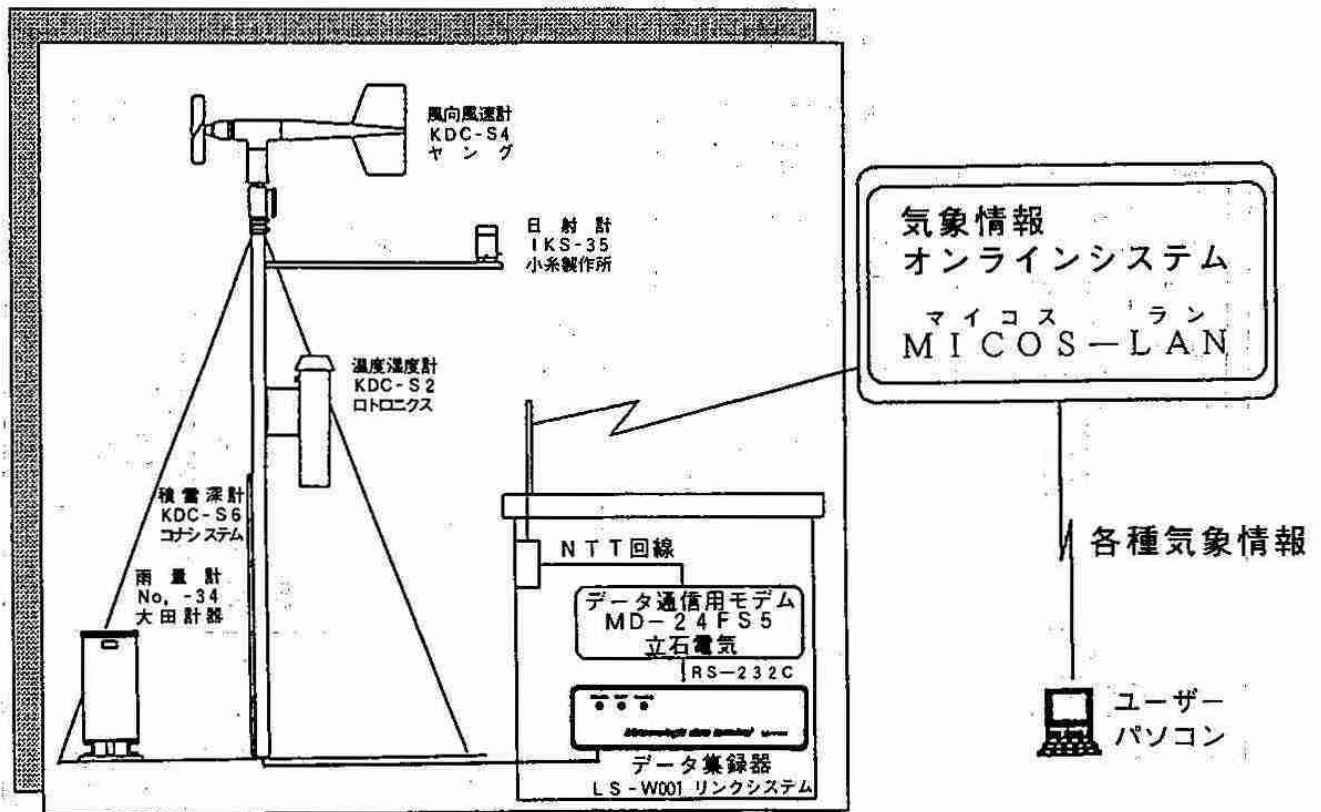 風向風速計
KDC-S4
ヤング
日射計
IKS-35
小糸製作所
温度湿度計
KDC-S2
ロトロニクス
積雪深計
KDC-S6
コナシステム
雨量計
No, -34
大田計器
NTT回線
データ通信用モデム
MD-24FS5
立石電気
RS-232C
データ集録器
LS-W001 リンクシステム
気象情報
オンラインシステム
マイコス ラン
MICOS-LAN
各種気象情報
ユーザー
パソコン